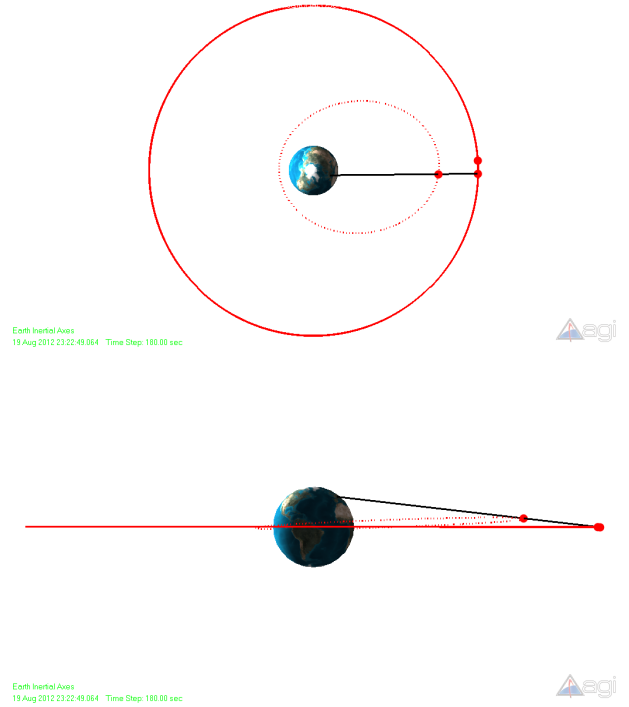 Earth Inertial Axes
19 Aug 2012 23:22:49.064 Time Step: 180.00 sec
agi
Earth Inertial Axes
19 Aug 2012 23:22:49.064 Time Step: 180.00 sec
agi